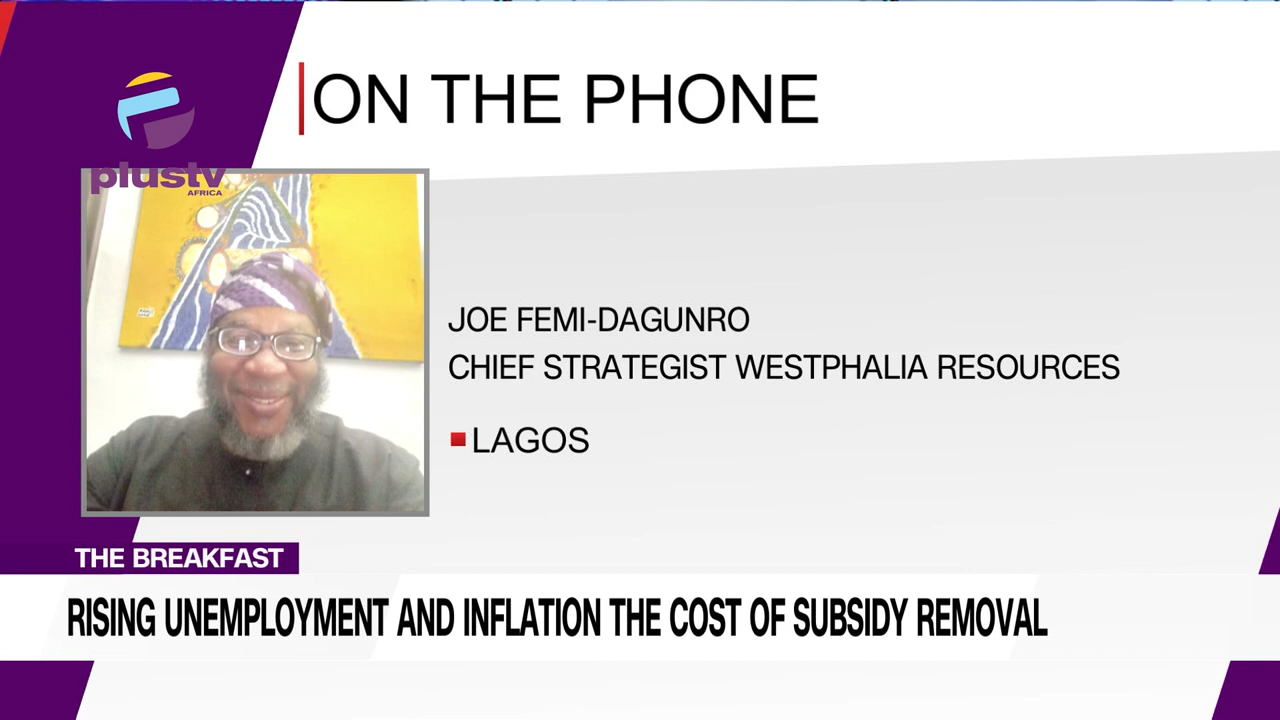 ON THE PHONE
plustv
AFRICA
JOE FEMI-DAGUNRO
CHIEF STRATEGIST WESTPHALIA RESOURCES
LAGOS
THE BREAKFAST
RISING UNEMPLOYMENT AND INFLATION THE COST OF SUBSIDY REMOVAL